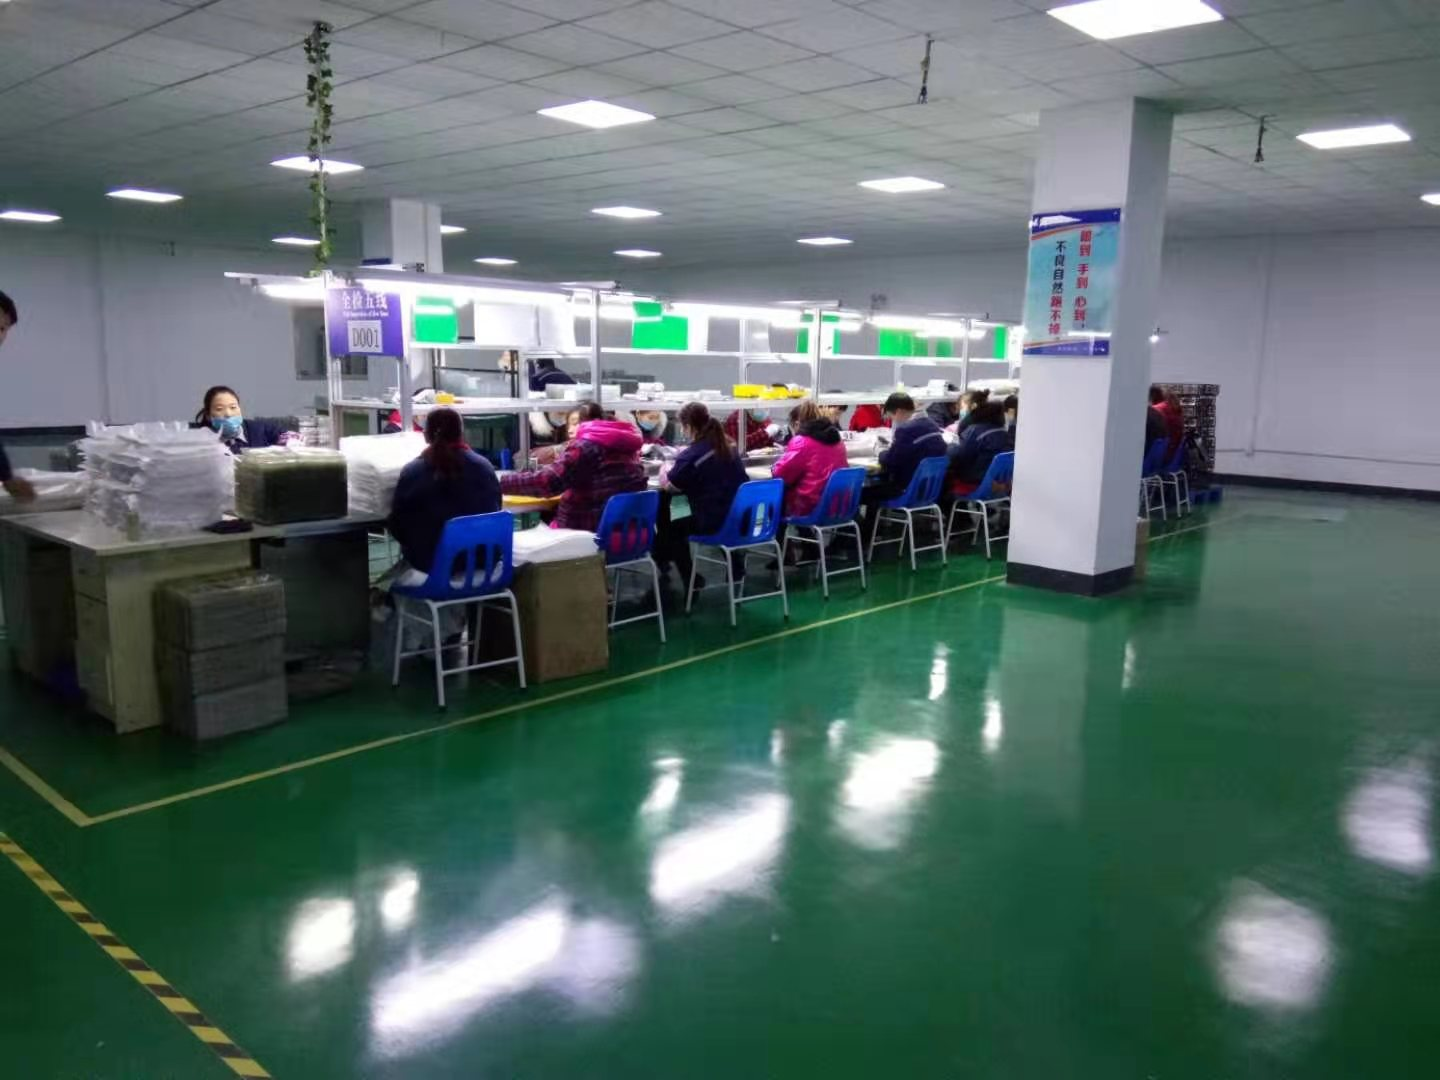 全检五线
D001
眼到 手到 心到,
不良自然跑不掉